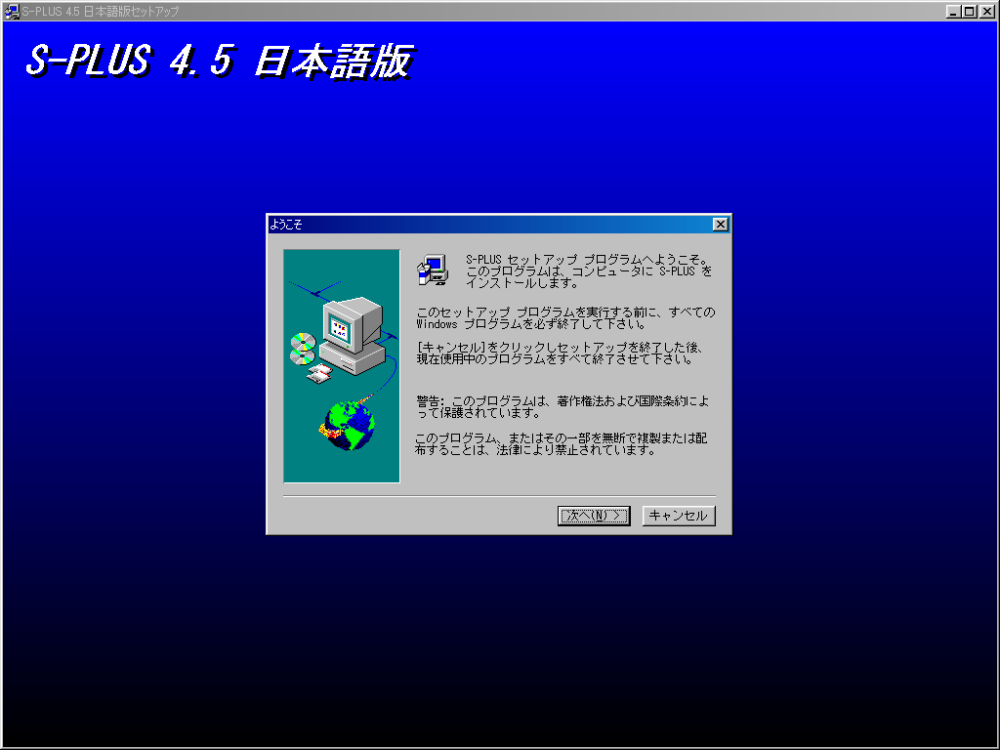 S-PLUS 4.5 日本語版セットアップ
S-PLUS 4.5 日本語版
ようこそ
S-PLUS セットアップ プログラムへようこそ。
このプログラムは、コンピュータに S-PLUS を
インストールします。
このセットアップ プログラムを実行する前に、すべての
Windows プログラムを必ず終了して下さい。
[キャンセル]をクリックしセットアップを終了した後、
現在使用中のプログラムをすべて終了させて下さい。
警告: このプログラムは、著作権法および国際条約によ
って保護されています。
このプログラム、またはその一部を無断で複製または配
布することは、法律により禁止されています。
次へ(N) >
キャンセル